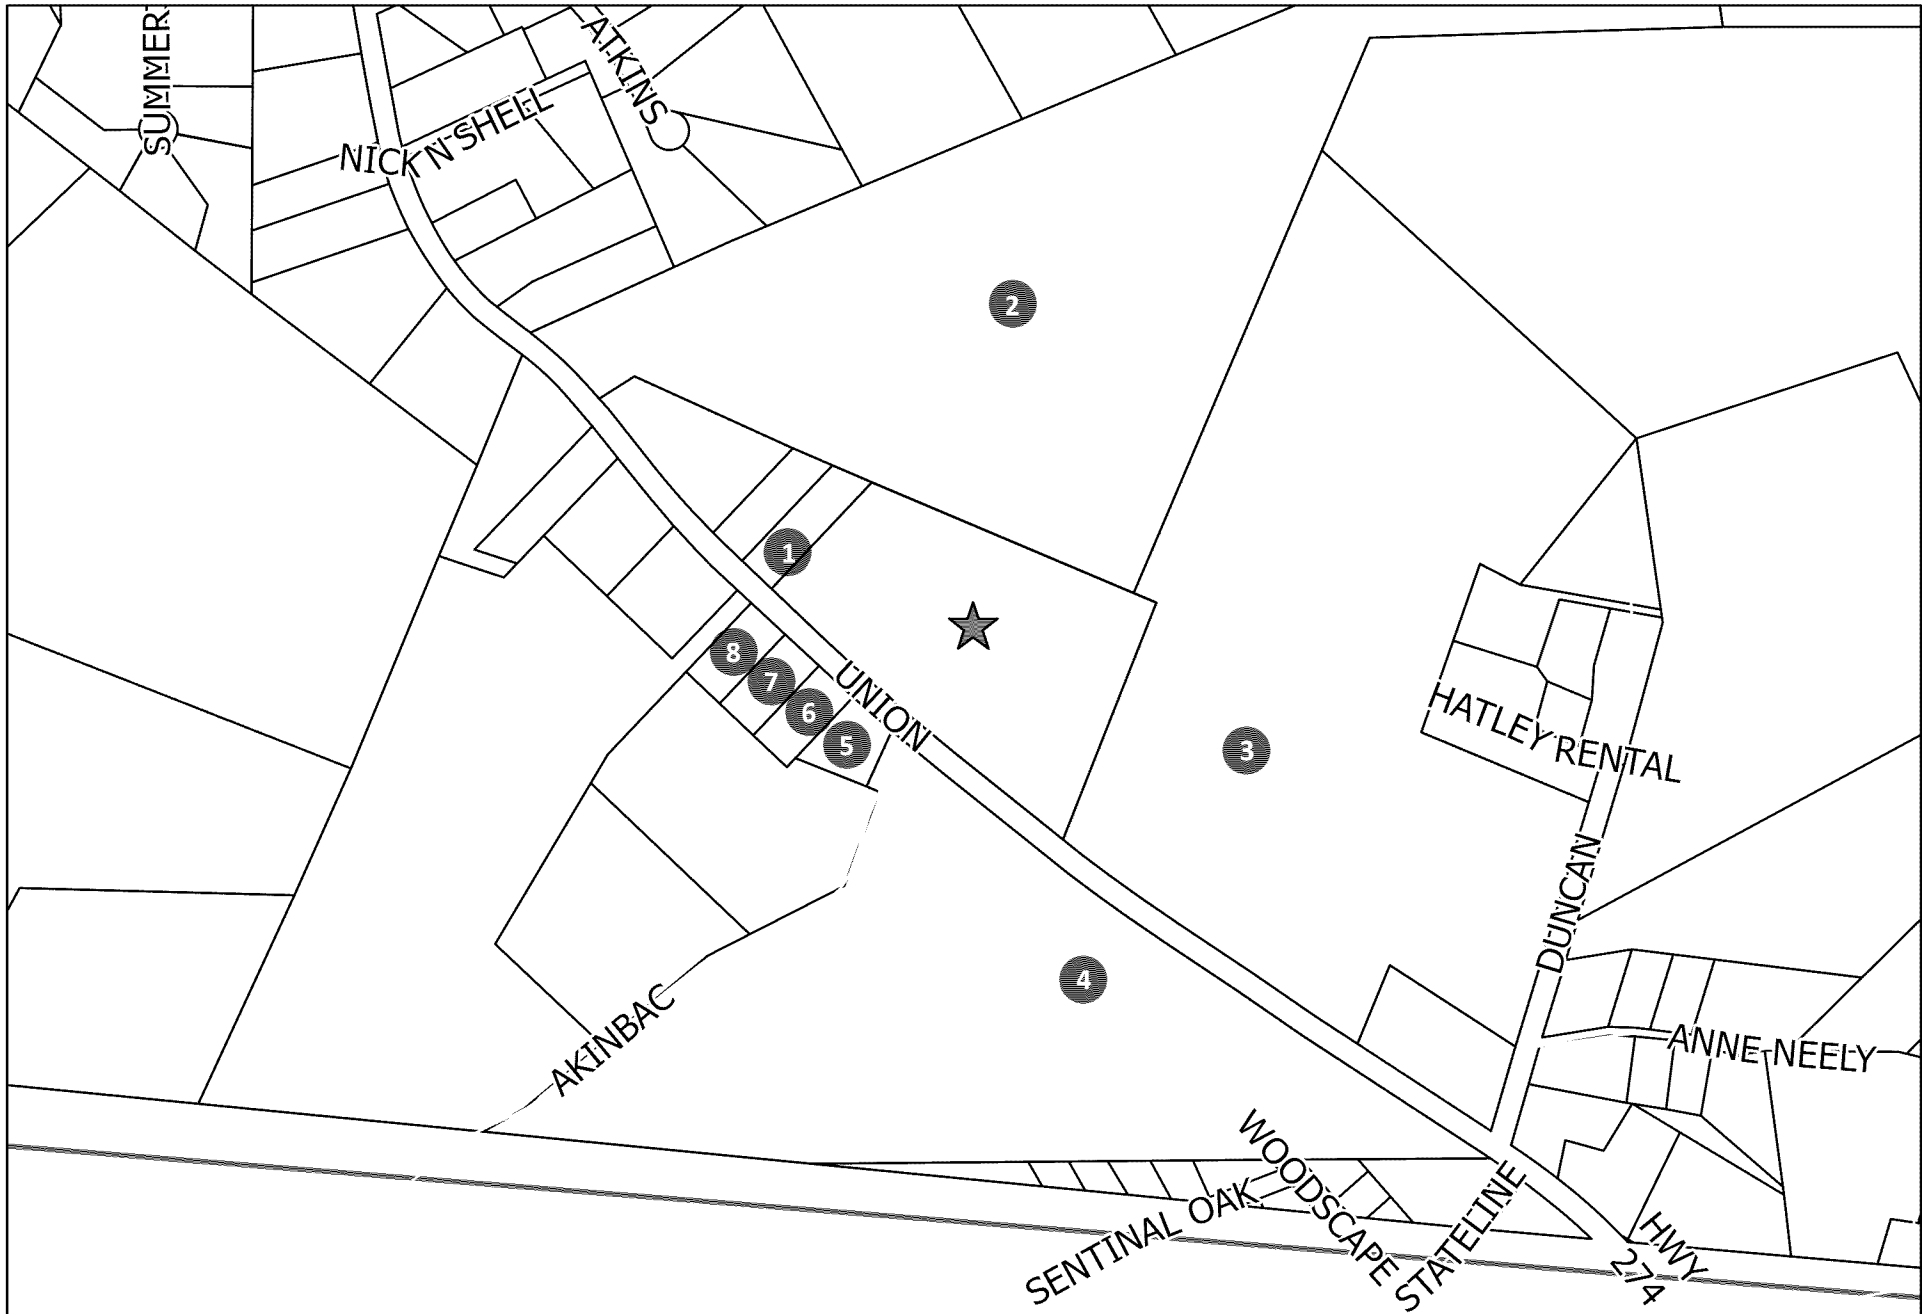 SUMMER
ATKINS
NICK N SHELL
2
1
8
7
6
5
UNION
3
HATLEY RENTAL
DUNCAN
4
AKINBAC
ANNE NEELY
WOODSCAPE
SENTINAL OAK
STATELINE
HWY
274